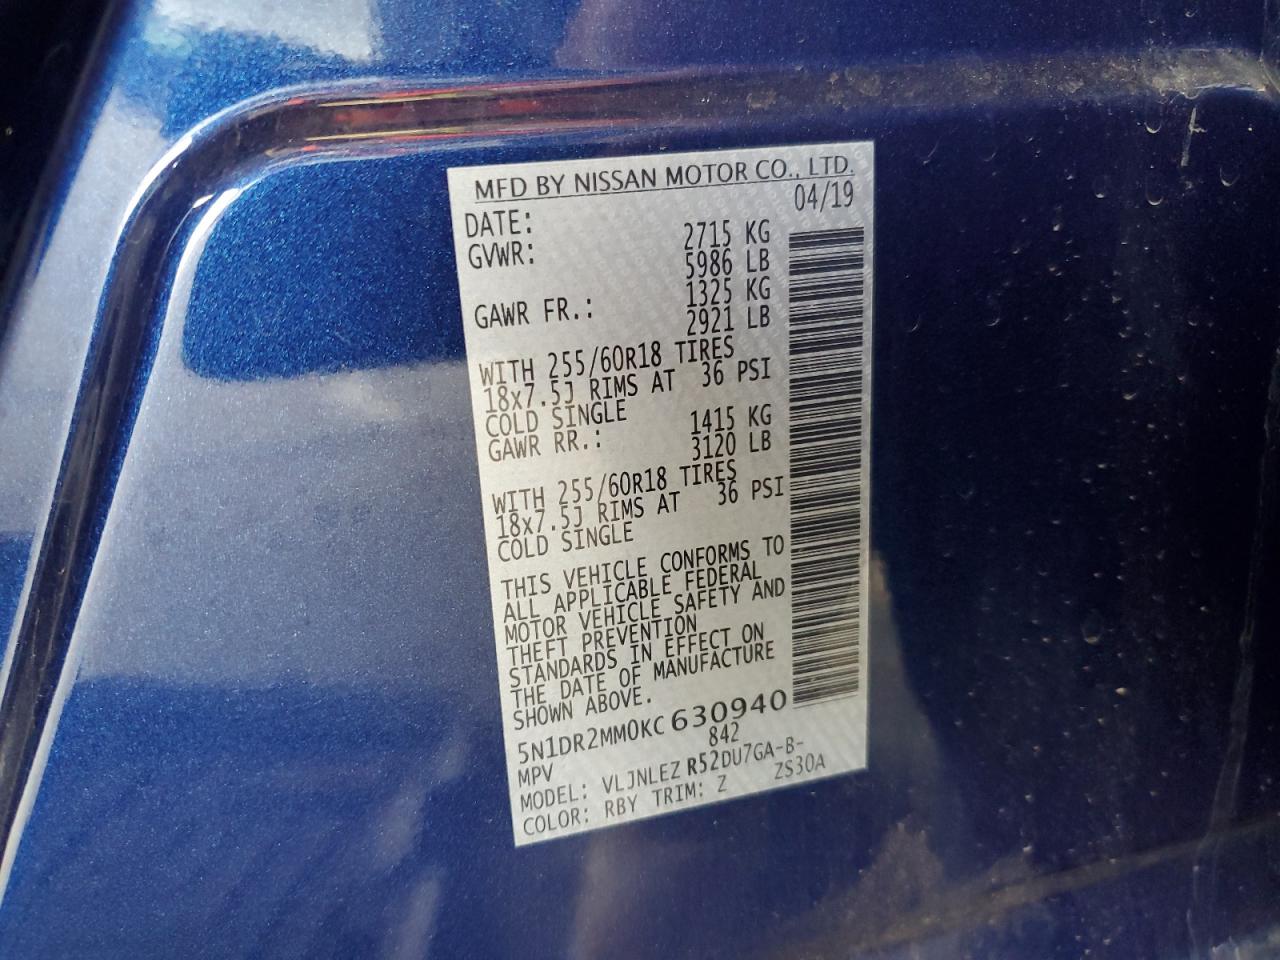 MFD BY NISSAN MOTOR CO., LTD.
DATE: 04/19
GVWR: 2715 KG
5986 LB
GAWR FR.: 1325 KG
2921 LB
WITH 255/60R18 TIRES
18x7.5J RIMS AT 36 PSI
COLD SINGLE
GAWR RR.: 1415 KG
3120 LB
WITH 255/60R18 TIRES
18x7.5J RIMS AT 36 PSI
COLD SINGLE
THIS VEHICLE CONFORMS TO
ALL APPLICABLE FEDERAL
MOTOR VEHICLE SAFETY AND
THEFT PREVENTION
STANDARDS IN EFFECT ON
THE DATE OF MANUFACTURE
SHOWN ABOVE.
5N1DR2MM0KC630940
MPV 842
MODEL: VLJNLEZ R52DU7GA-B-
COLOR: RBY TRIM: Z ZS30A